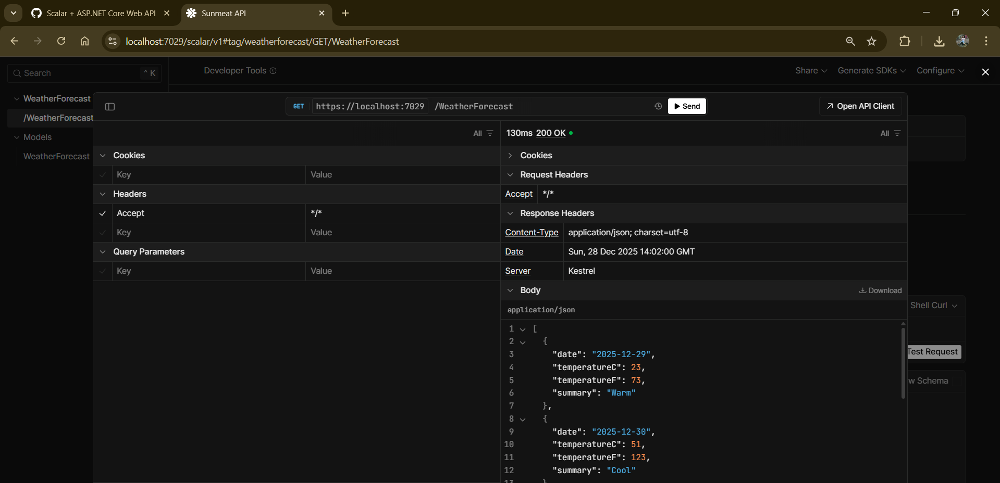 Scalar + ASP.NET Core Web API
Sunmeat API
localhost:7029/scalar/v1#tag/weatherforecast/GET/WeatherForecast
Search
^ K
Developer Tools
Share
Generate SDKs
Configure
WeatherForecast
/WeatherForecast
Models
WeatherForecast
GET https://localhost:7029 /WeatherForecast
Send
Open API Client
All
130ms 200 OK
All
Cookies
Key Value
Headers
Accept */*
Key Value
Query Parameters
Key Value
Cookies
Request Headers
Accept */*
Response Headers
Content-Type application/json; charset=utf-8
Date Sun, 28 Dec 2025 14:02:00 GMT
Server Kestrel
Body
Download
application/json
1 [
2 {
3 "date": "2025-12-29",
4 "temperatureC": 23,
5 "temperatureF": 73,
6 "summary": "Warm"
7 },
8 {
9 "date": "2025-12-30",
10 "temperatureC": 51,
11 "temperatureF": 123,
12 "summary": "Cool"
13 }
Shell Curl
Test Request
ow Schema